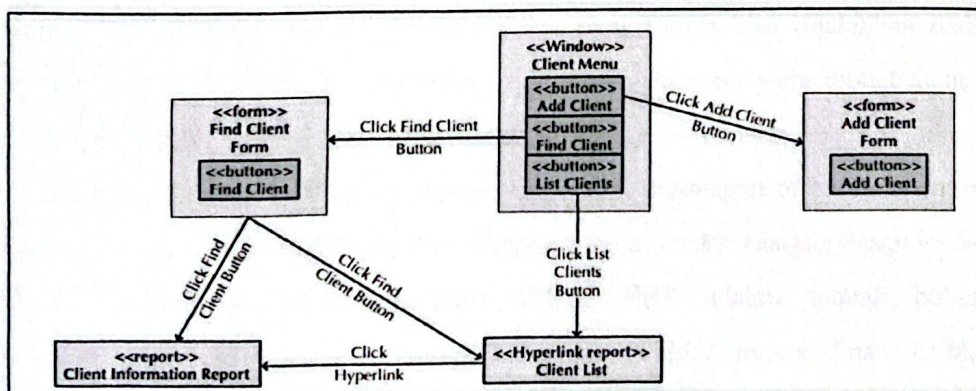 <<Window>>
Client Menu
<<button>>
Add Client
<<button>>
Find Client
<<button>>
List Clients
<<form>>
Find Client
Form
<<button>>
Find Client
Click Find Client
Button
Click Add Client
Button
<<form>>
Add Client
Form
<<button>>
Add Client
Click Find
Client Button
Click Find
Client Button
Click List
Clients
Button
<<report>>
Client Information Report
Click
Hyperlink
<<Hyperlink report>>
Client List